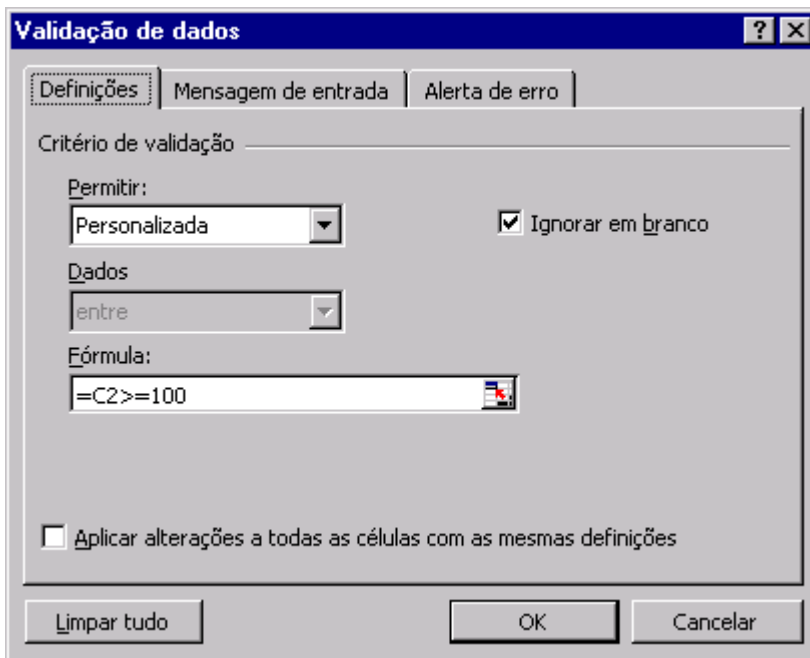 Validação de dados
Definições
Mensagem de entrada
Alerta de erro
Critério de validação
Permitir:
Personalizada
Ignorar em branco
Dados
entre
Fórmula:
=C2>=100
Aplicar alterações a todas as células com as mesmas definições
Limpar tudo
OK
Cancelar